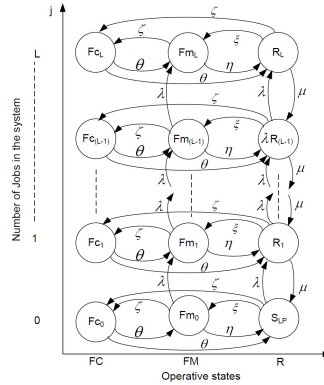 j
ζ
L
Fc_L
ζ
Fm_L
ξ
R_L
θ
η
θ
λ
ζ
λ
μ
(L-1)
Fc_(L-1)
ζ
Fm_(L-1)
ξ
λ
R_(L-1)
θ
η
θ
μ
λ
λ
λ
ζ
λ
μ
1
Fc_1
ζ
Fm_1
ξ
R_1
θ
η
θ
λ
ζ
λ
μ
0
Fc_0
ζ
Fm_0
ξ
S_LP
θ
η
θ
FC
FM
R
Operative states
Number of Jobs in the system